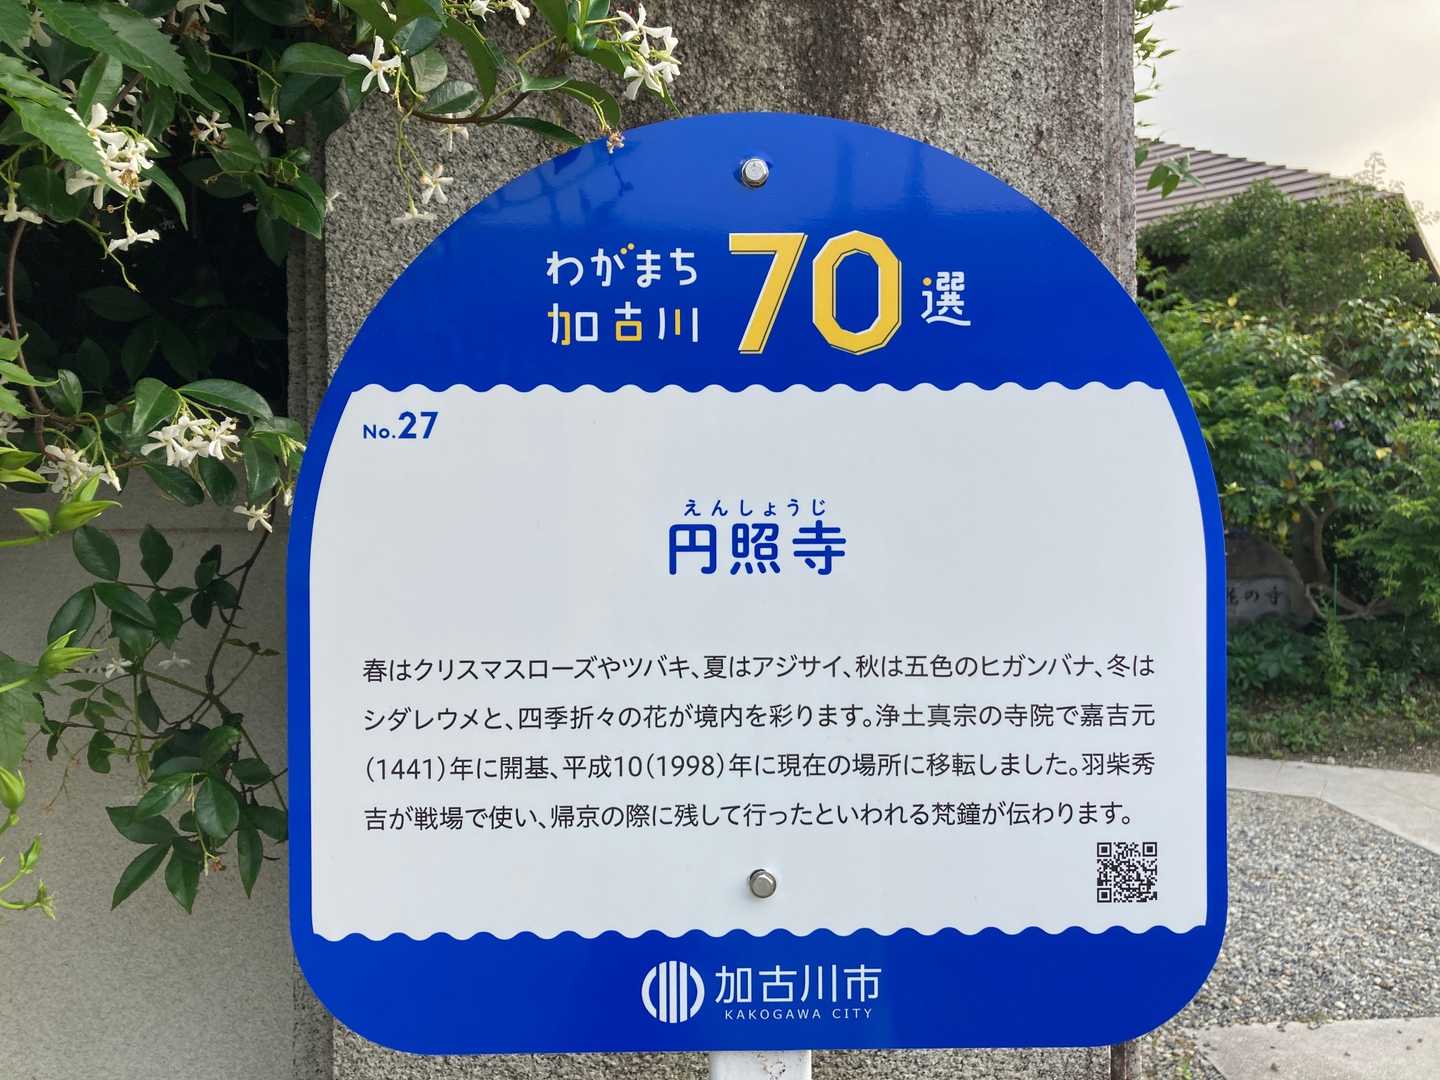 わがまち
加古川
70選
No.27
えんしょうじ
円照寺
春はクリスマスローズやツバキ、夏はアジサイ、秋は五色のヒガンバナ、冬は
シダレウメと、四季折々の花が境内を彩ります。浄土真宗の寺院で嘉吉元
(1441)年に開基、平成10(1998)年に現在の場所に移転しました。羽柴秀
吉が戦場で使い、帰京の際に残して行ったといわれる梵鐘が伝わります。
加古川市
KAKOGAWA CITY
の寺